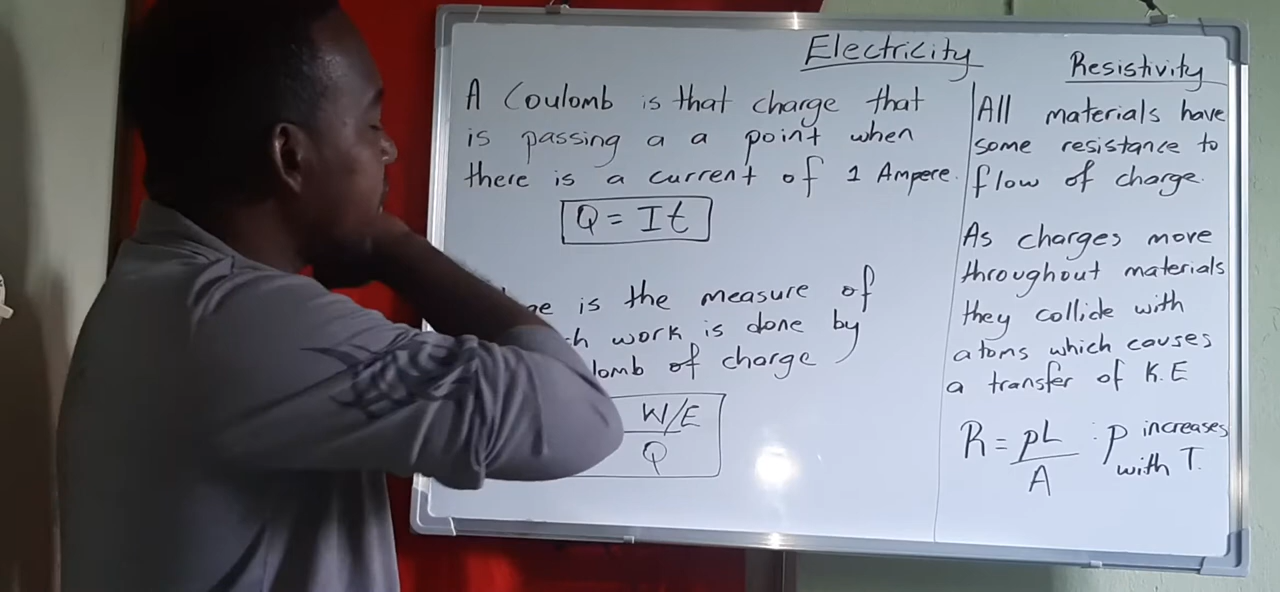 Electricity
A Coulomb is that charge that
is passing a a point when
there is a current of 1 Ampere.
Q = It
is the measure of
work is done by
of charge
W/E
Q
Resistivity
All materials have
some resistance to
flow of charge.
As charges move
throughout materials
they collide with
atoms which causes
a transfer of K.E
R = ρL
A
: ρ increases
with T.